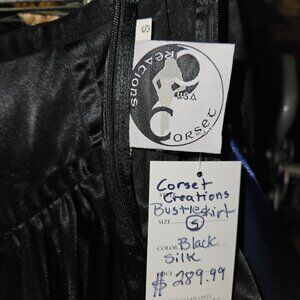 S
Creations
USA
Corset
Corset
Creations
Bustleskirt
SIZE S
COLOR Black
Silk
$289.99